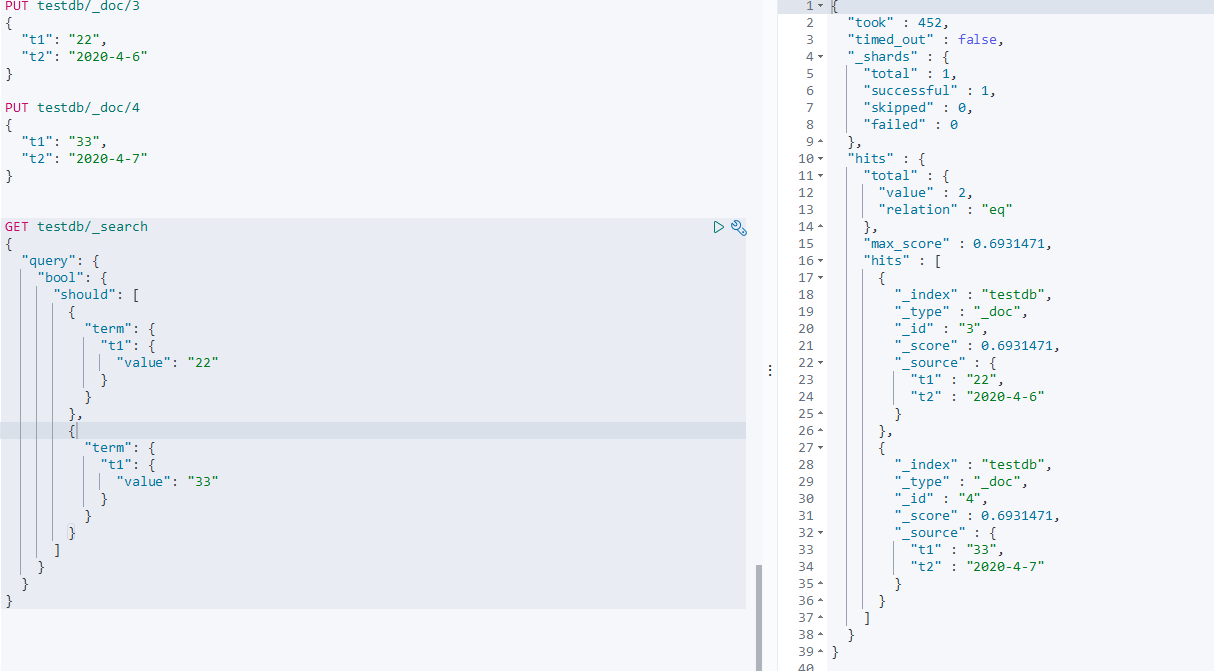 PUT testdb/_doc/3
{
  "t1": "22",
  "t2": "2020-4-6"
}
PUT testdb/_doc/4
{
  "t1": "33",
  "t2": "2020-4-7"
}
GET testdb/_search
{
  "query": {
    "bool": {
      "should": [
        {
          "term": {
            "t1": {
              "value": "22"
            }
          }
        },
        {
          "term": {
            "t1": {
              "value": "33"
            }
          }
        }
      ]
    }
  }
}
1 {
2   "took" : 452,
3   "timed_out" : false,
4   "_shards" : {
5     "total" : 1,
6     "successful" : 1,
7     "skipped" : 0,
8     "failed" : 0
9   },
10   "hits" : {
11     "total" : {
12       "value" : 2,
13       "relation" : "eq"
14     },
15     "max_score" : 0.6931471,
16     "hits" : [
17       {
18         "_index" : "testdb",
19         "_type" : "_doc",
20         "_id" : "3",
21         "_score" : 0.6931471,
22         "_source" : {
23           "t1" : "22",
24           "t2" : "2020-4-6"
25         }
26       },
27       {
28         "_index" : "testdb",
29         "_type" : "_doc",
30         "_id" : "4",
31         "_score" : 0.6931471,
32         "_source" : {
33           "t1" : "33",
34           "t2" : "2020-4-7"
35         }
36       }
37     ]
38   }
39 }
40